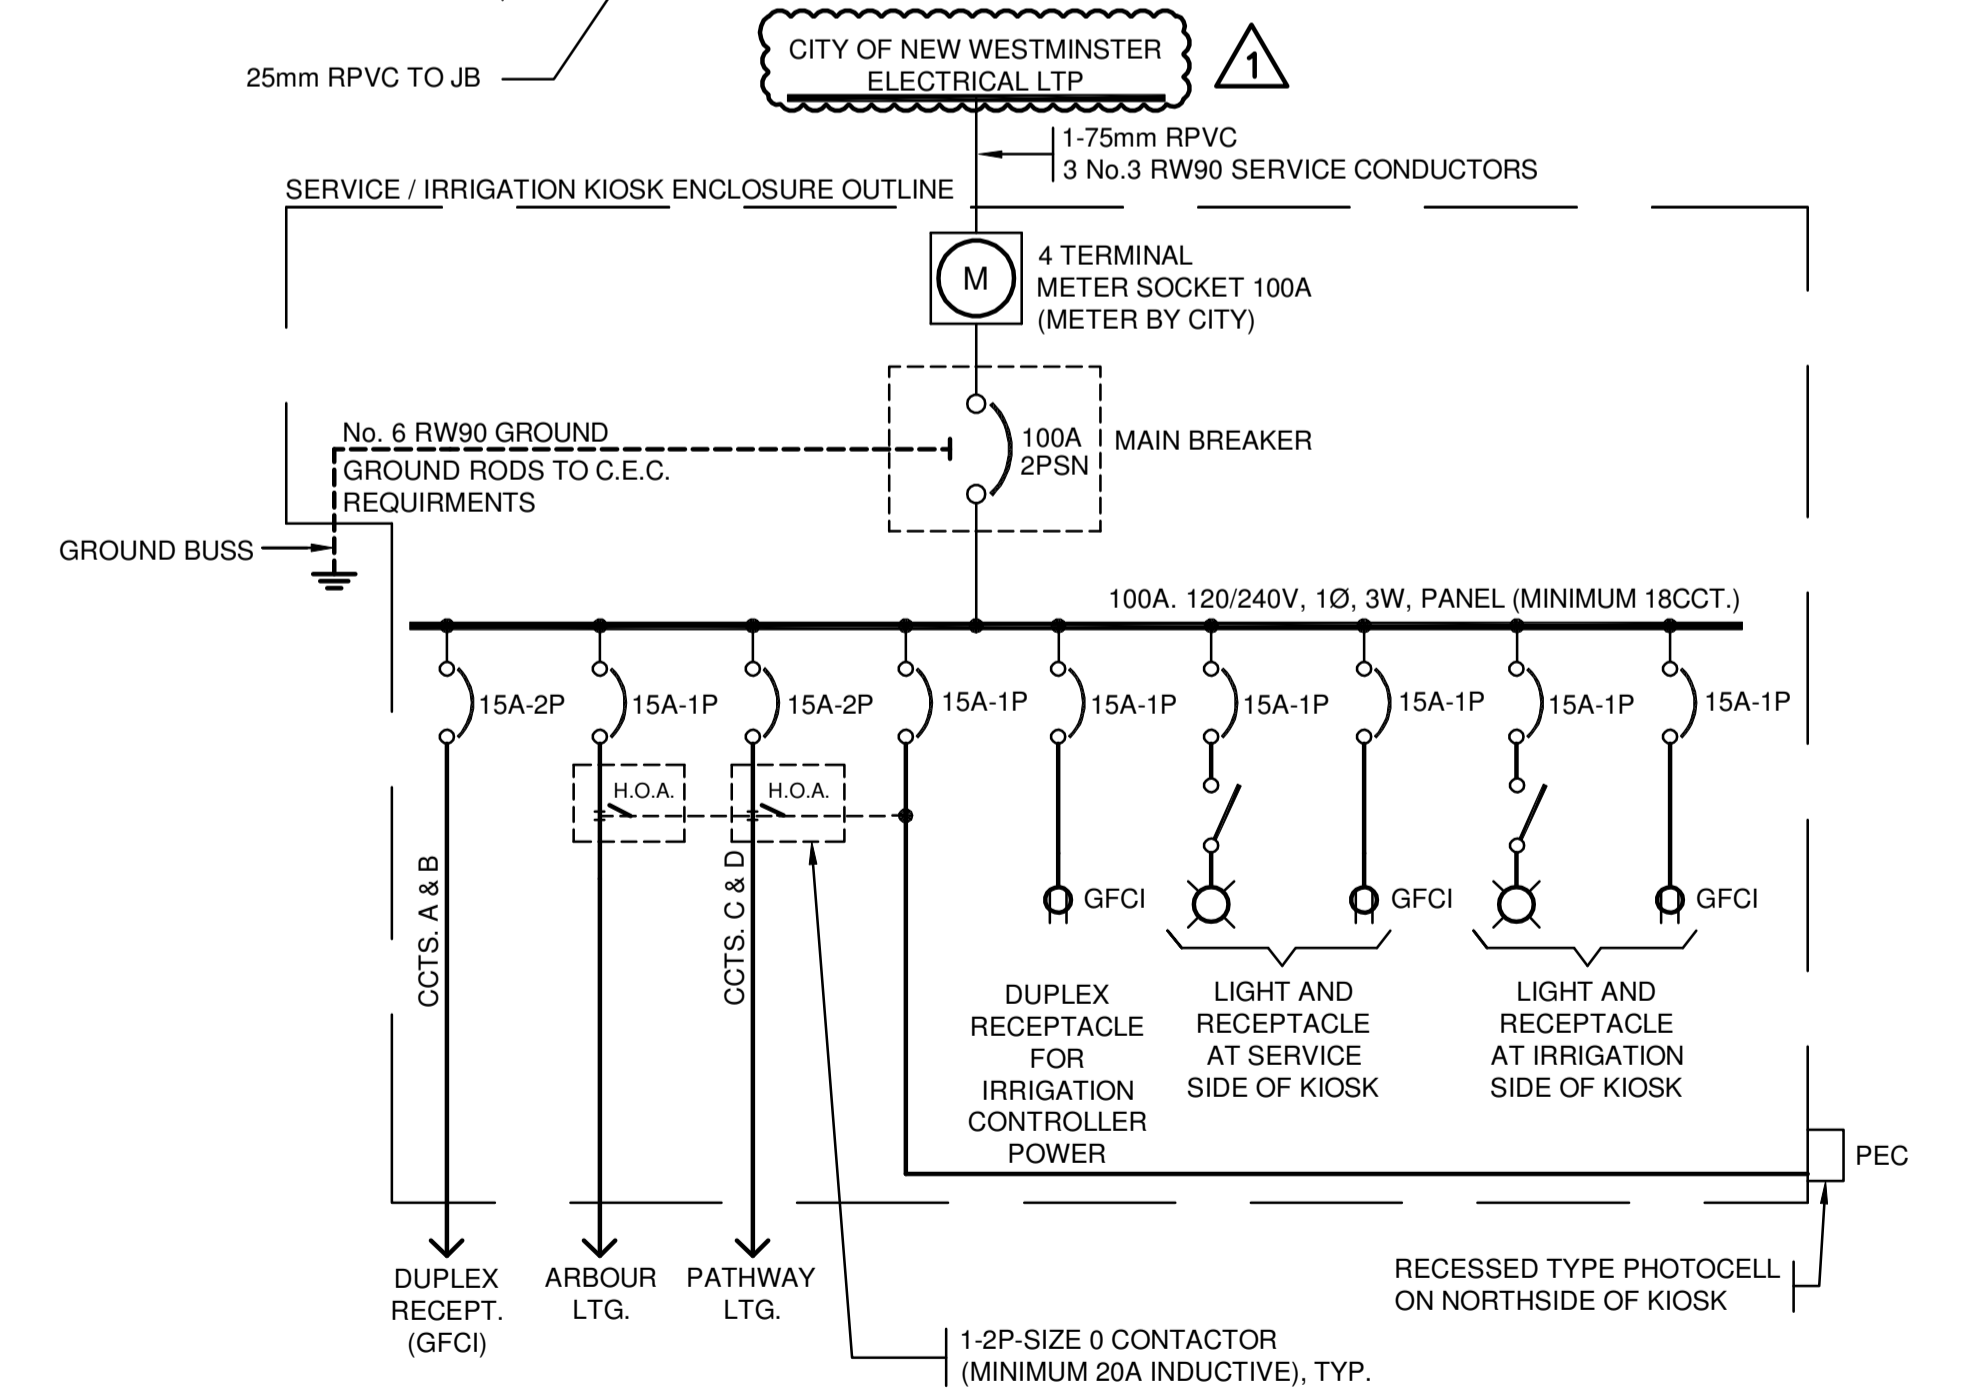 CITY OF NEW WESTMINSTER
ELECTRICAL LTP
1
25mm RPVC TO JB
1-75mm RPVC
3 No.3 RW90 SERVICE CONDUCTORS
SERVICE / IRRIGATION KIOSK ENCLOSURE OUTLINE
M
4 TERMINAL
METER SOCKET 100A
(METER BY CITY)
No. 6 RW90 GROUND
GROUND RODS TO C.E.C.
REQUIRMENTS
100A
2PSN
MAIN BREAKER
GROUND BUSS
100A. 120/240V, 1Ø, 3W, PANEL (MINIMUM 18CCT.)
15A-2P
15A-1P
15A-2P
15A-1P
15A-1P
15A-1P
15A-1P
15A-1P
15A-1P
H.O.A.
H.O.A.
CCTS. A & B
CCTS. C & D
GFCI
GFCI
GFCI
DUPLEX
RECEPTACLE
FOR
IRRIGATION
CONTROLLER
POWER
LIGHT AND
RECEPTACLE
AT SERVICE
SIDE OF KIOSK
LIGHT AND
RECEPTACLE
AT IRRIGATION
SIDE OF KIOSK
PEC
DUPLEX
RECEPT.
(GFCI)
ARBOUR
LTG.
PATHWAY
LTG.
RECESSED TYPE PHOTOCELL
ON NORTHSIDE OF KIOSK
1-2P-SIZE 0 CONTACTOR
(MINIMUM 20A INDUCTIVE), TYP.